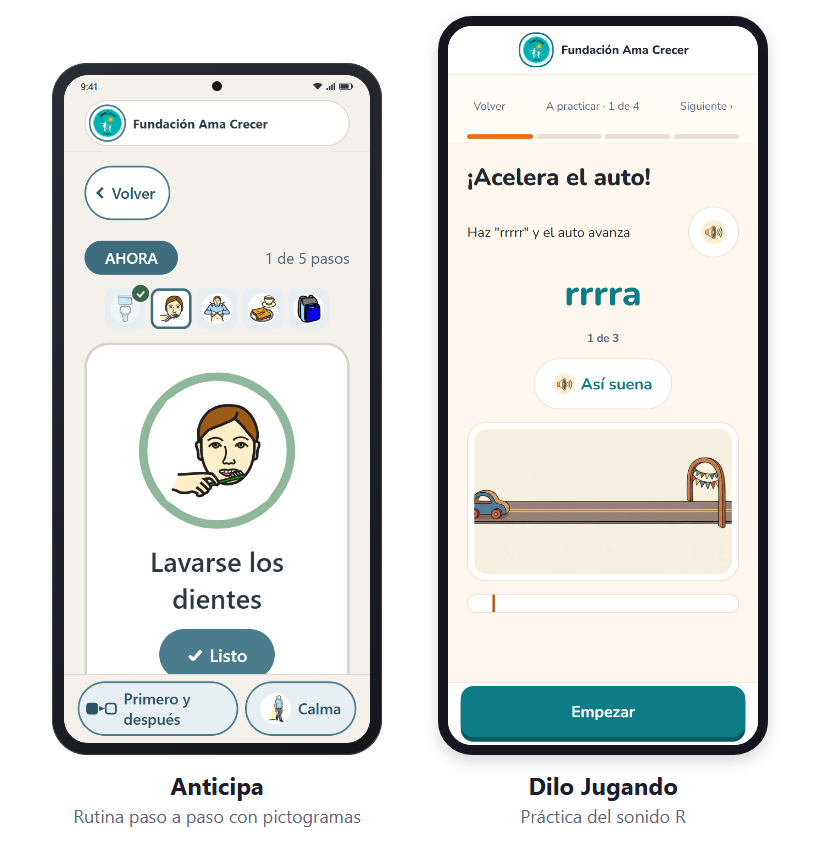 9:41
Fundación Ama Crecer
Volver
AHORA
1 de 5 pasos
Lavarse los
dientes
Listo
Primero y
después
Calma
Anticipa
Rutina paso a paso con pictogramas
Fundación Ama Crecer
Volver
A practicar · 1 de 4
Siguiente ›
¡Acelera el auto!
Haz "rrrrr" y el auto avanza
rrrra
1 de 3
Así suena
Empezar
Dilo Jugando
Práctica del sonido R